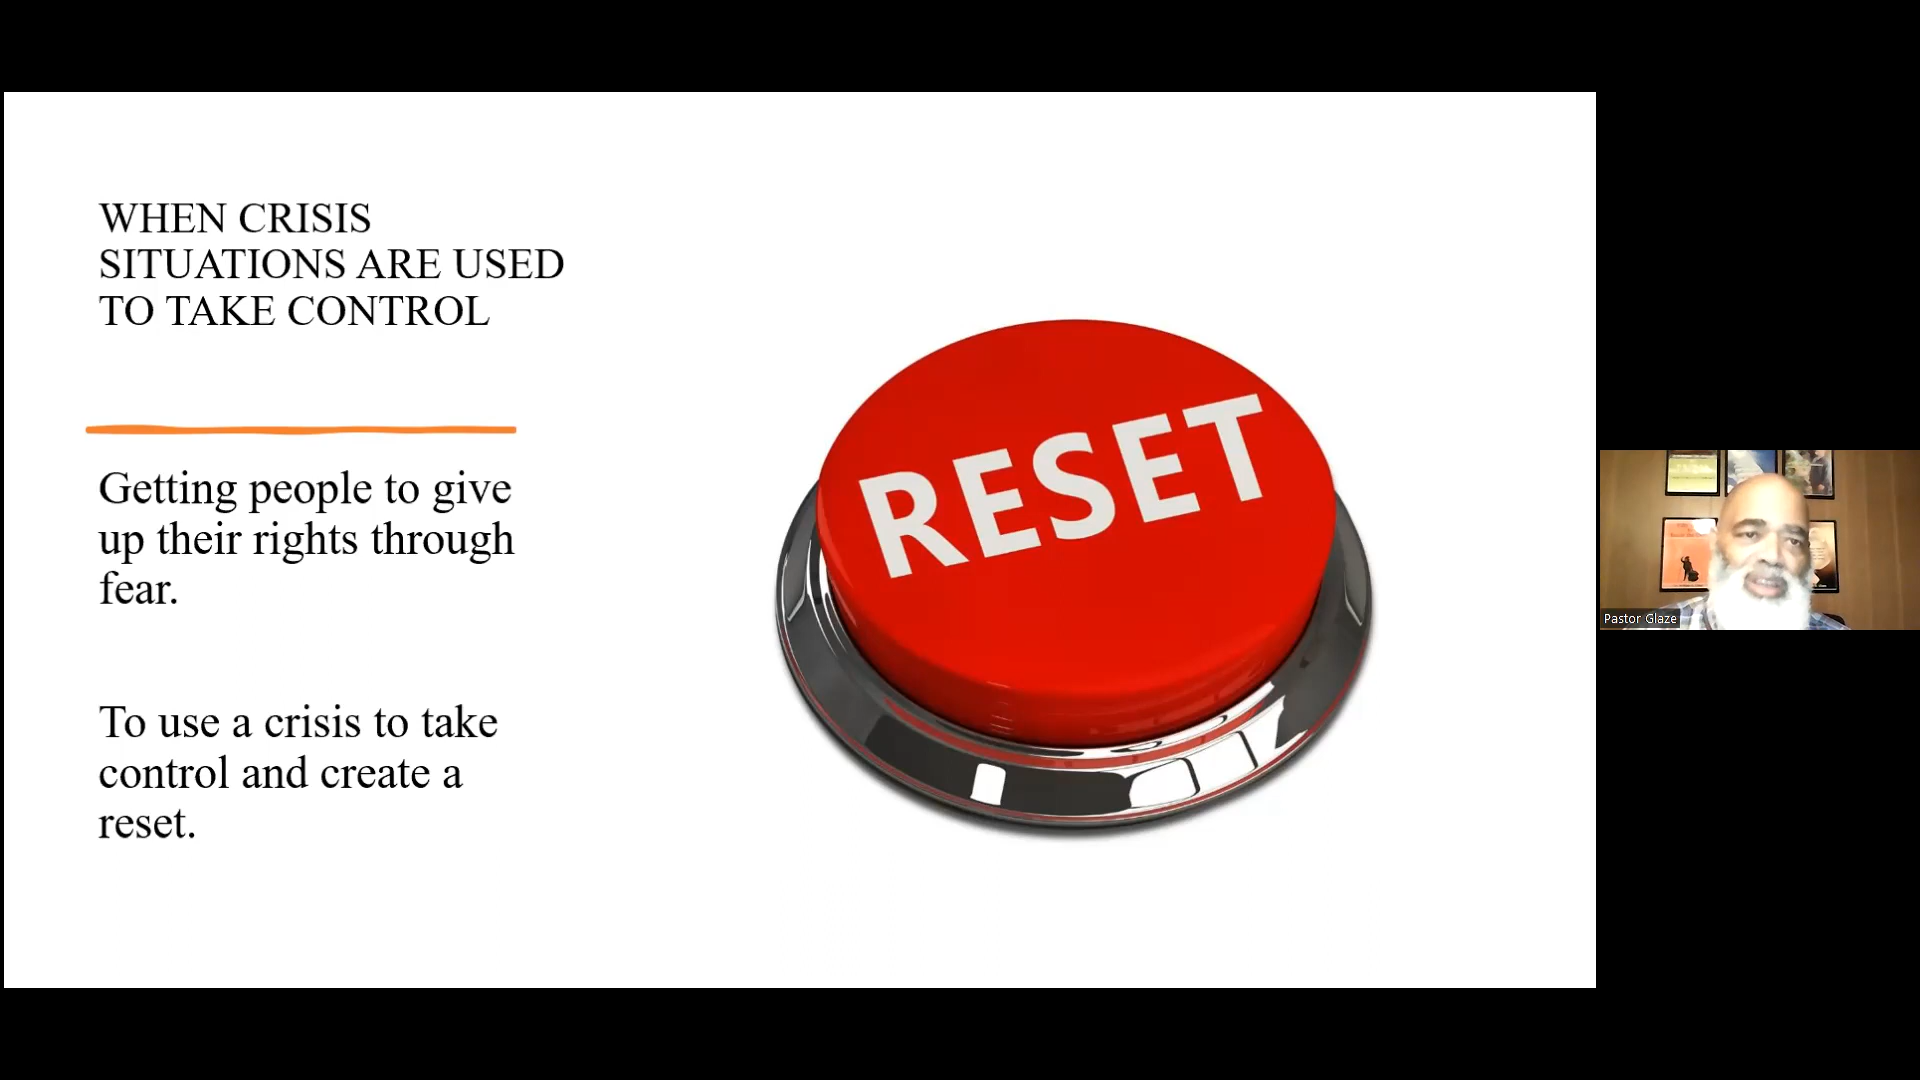 WHEN CRISIS
SITUATIONS ARE USED
TO TAKE CONTROL
Getting people to give
up their rights through
fear.
To use a crisis to take
control and create a
reset.
RESET
Pastor Glaze